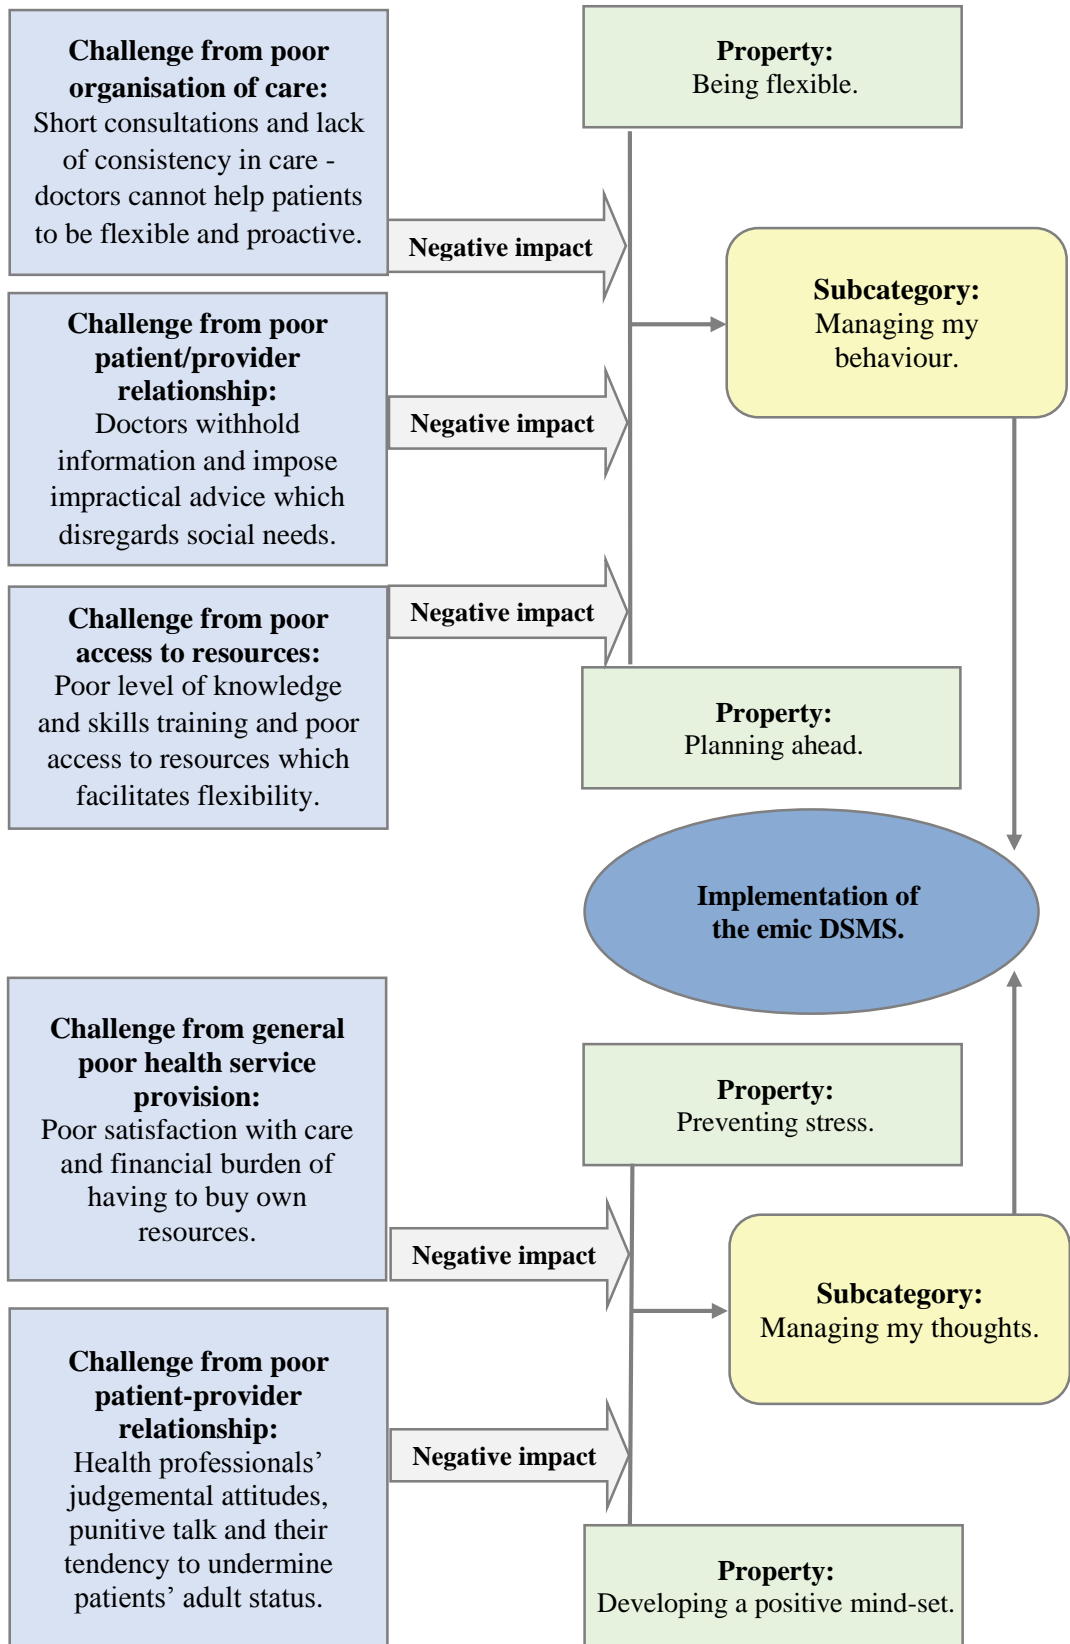 Challenge from poor
organisation of care:
Short consultations and lack
of consistency in care -
doctors cannot help patients
to be flexible and proactive.
Negative impact
Property:
Being flexible.
Challenge from poor
patient/provider
relationship:
Doctors withhold
information and impose
impractical advice which
disregards social needs.
Negative impact
Subcategory:
Managing my
behaviour.
Challenge from poor
access to resources:
Poor level of knowledge
and skills training and poor
access to resources which
facilitates flexibility.
Negative impact
Property:
Planning ahead.
Implementation of
the emic DSMS.
Challenge from general
poor health service
provision:
Poor satisfaction with care
and financial burden of
having to buy own
resources.
Negative impact
Property:
Preventing stress.
Subcategory:
Managing my thoughts.
Challenge from poor
patient-provider
relationship:
Health professionals’
judgemental attitudes,
punitive talk and their
tendency to undermine
patients’ adult status.
Negative impact
Property:
Developing a positive mind-set.